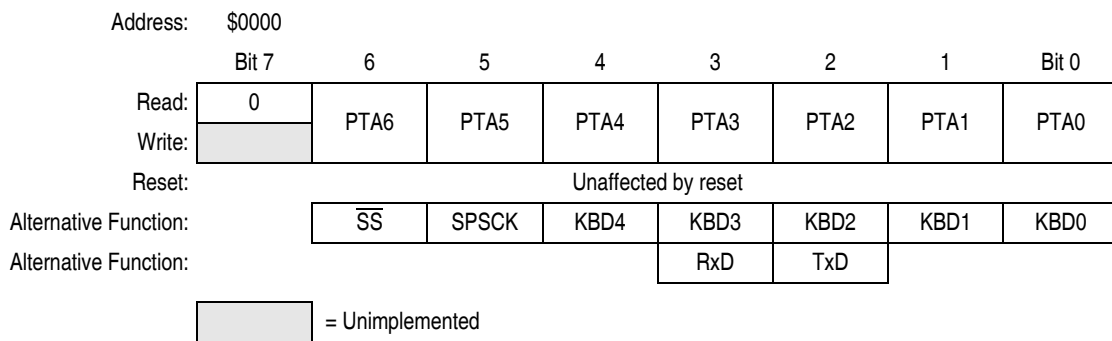 Address: $0000
Bit 7 6 5 4 3 2 1 Bit 0
Read: 0 PTA6 PTA5 PTA4 PTA3 PTA2 PTA1 PTA0
Write:
Reset: Unaffected by reset
Alternative Function: S̅S̅ SPSCK KBD4 KBD3 KBD2 KBD1 KBD0
Alternative Function: RxD TxD
= Unimplemented